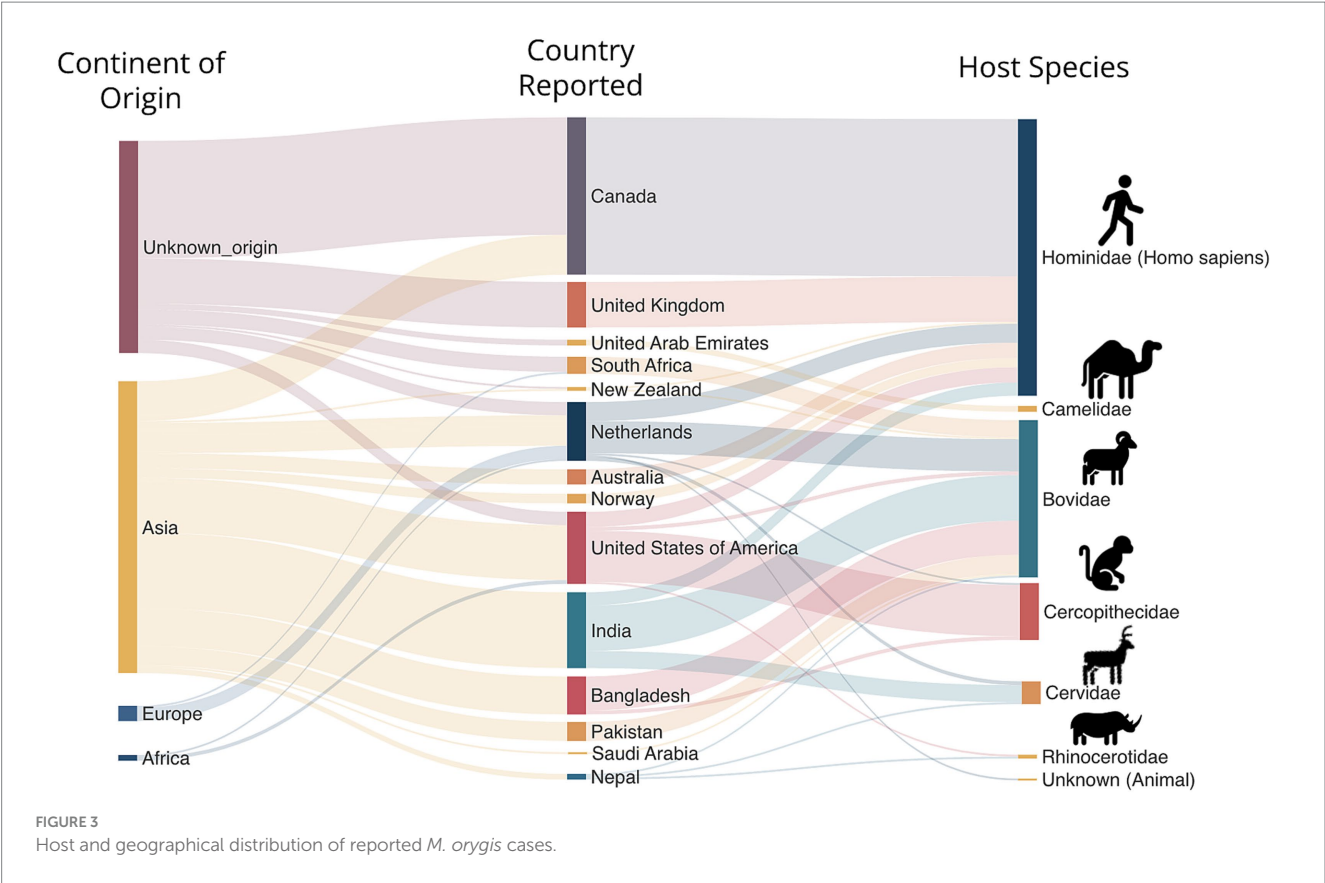 Continent of
Origin
Country
Reported
Host Species
Unknown_origin
Asia
Europe
Africa
Canada
United Kingdom
United Arab Emirates
South Africa
New Zealand
Netherlands
Australia
Norway
United States of America
India
Bangladesh
Pakistan
Saudi Arabia
Nepal
Hominidae (Homo sapiens)
Camelidae
Bovidae
Cercopithecidae
Cervidae
Rhinocerotidae
Unknown (Animal)
FIGURE 3
Host and geographical distribution of reported M. orygis cases.